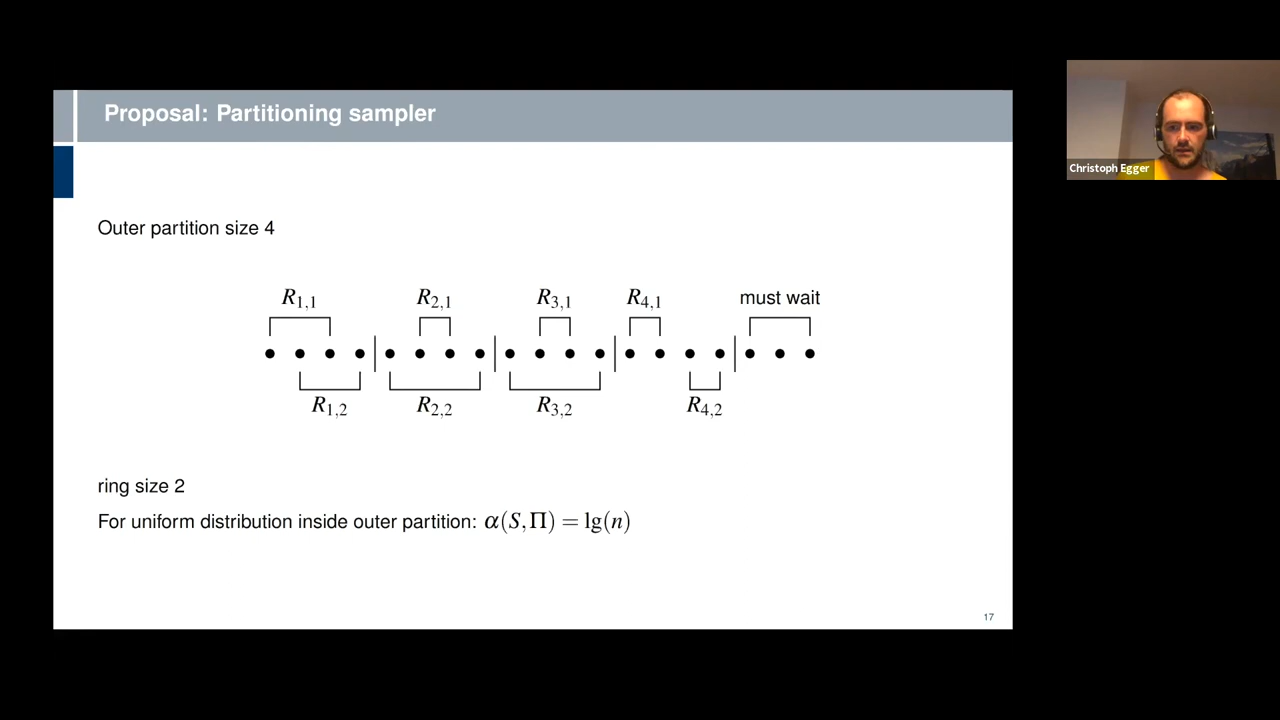 Proposal: Partitioning sampler
Christoph Egger
Outer partition size 4
R1,1 R2,1 R3,1 R4,1 must wait
R1,2 R2,2 R3,2 R4,2
ring size 2
For uniform distribution inside outer partition: α(S,Π) = lg(n)
17